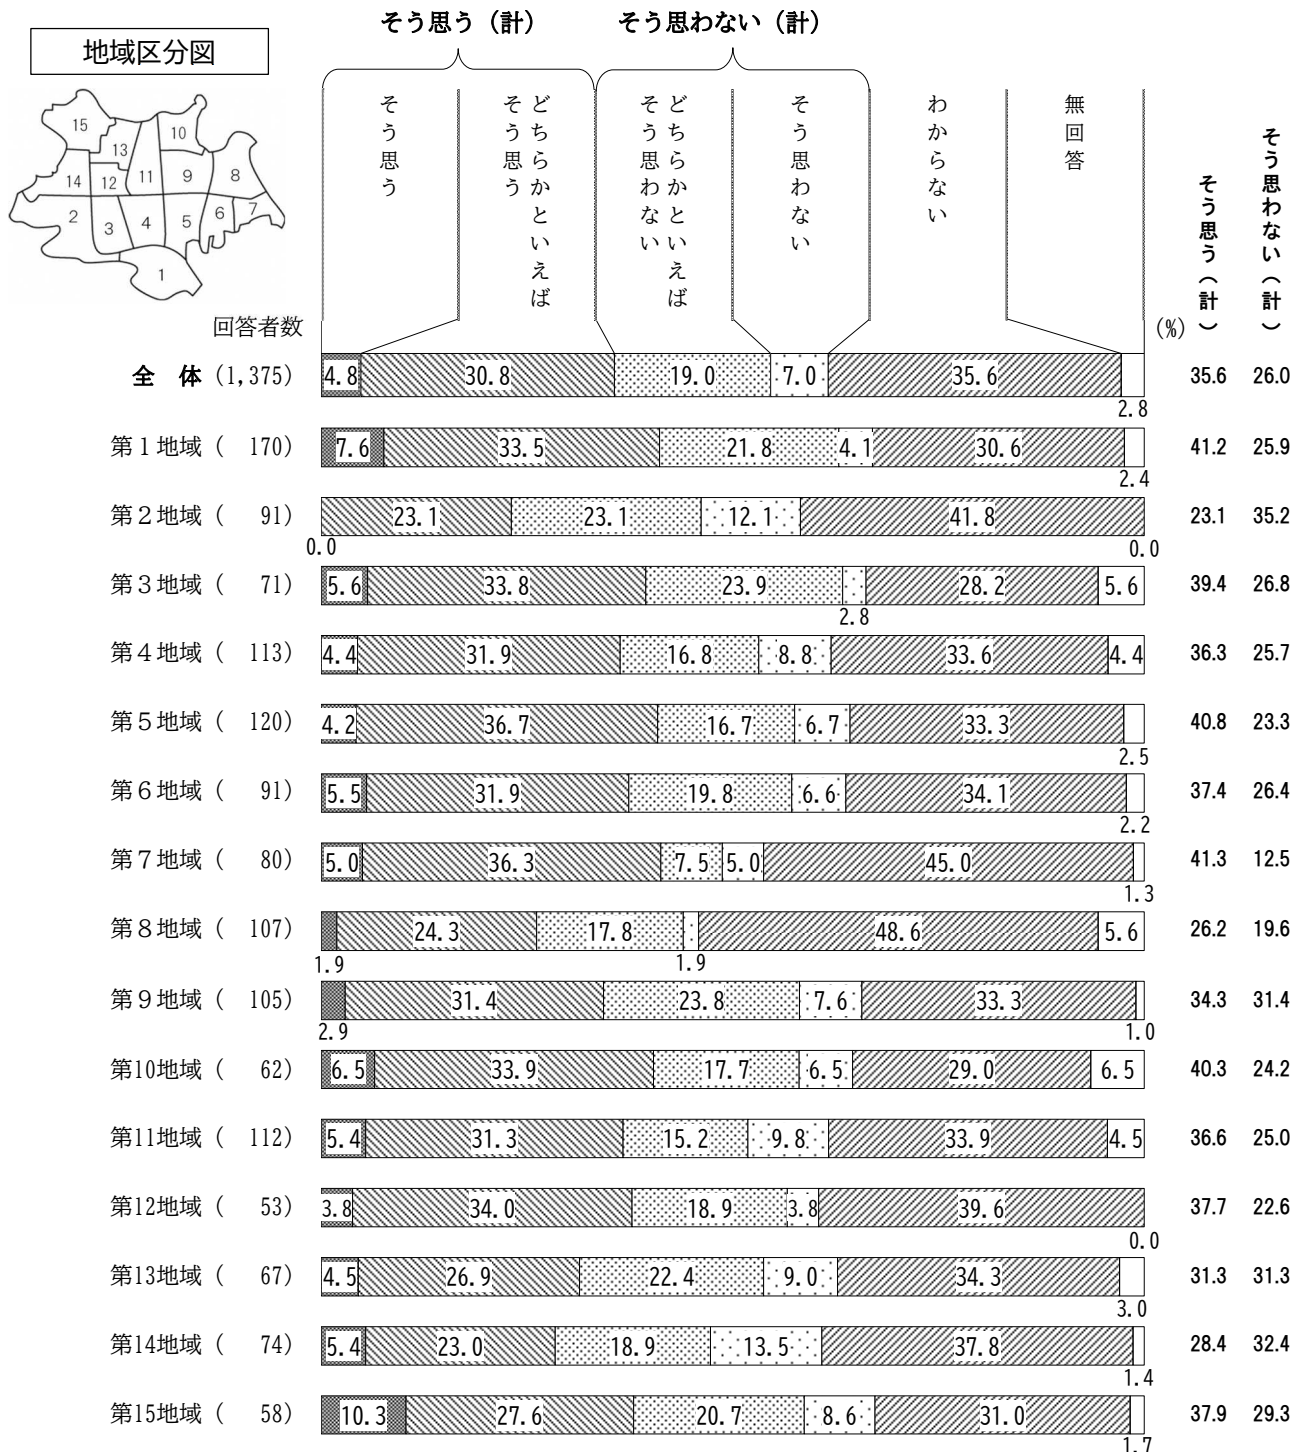 地域区分図
15
10
13
14
12
11
9
8
2
3
4
5
6
7
1
そう思う（計）
そう思わない（計）
そう思う
どちらかといえば
そう思う
どちらかといえば
そう思わない
そう思わない
わからない
無回答
そう思う（計）
そう思わない（計）
回答者数
(%)
全　体 (1,375) 4.8 30.8 19.0 7.0 35.6 2.8 35.6 26.0
第１地域（ 170） 7.6 33.5 21.8 4.1 30.6 2.4 41.2 25.9
第２地域（ 91） 0.0 23.1 23.1 12.1 41.8 0.0 23.1 35.2
第３地域（ 71） 5.6 33.8 23.9 2.8 28.2 5.6 39.4 26.8
第４地域（ 113） 4.4 31.9 16.8 8.8 33.6 4.4 36.3 25.7
第５地域（ 120） 4.2 36.7 16.7 6.7 33.3 2.5 40.8 23.3
第６地域（ 91） 5.5 31.9 19.8 6.6 34.1 2.2 37.4 26.4
第７地域（ 80） 5.0 36.3 7.5 5.0 45.0 1.3 41.3 12.5
第８地域（ 107） 1.9 24.3 17.8 1.9 48.6 5.6 26.2 19.6
第９地域（ 105） 2.9 31.4 23.8 7.6 33.3 1.0 34.3 31.4
第10地域（ 62） 6.5 33.9 17.7 6.5 29.0 6.5 40.3 24.2
第11地域（ 112） 5.4 31.3 15.2 9.8 33.9 4.5 36.6 25.0
第12地域（ 53） 3.8 34.0 18.9 3.8 39.6 0.0 37.7 22.6
第13地域（ 67） 4.5 26.9 22.4 9.0 34.3 3.0 31.3 31.3
第14地域（ 74） 5.4 23.0 18.9 13.5 37.8 1.4 28.4 32.4
第15地域（ 58） 10.3 27.6 20.7 8.6 31.0 1.7 37.9 29.3